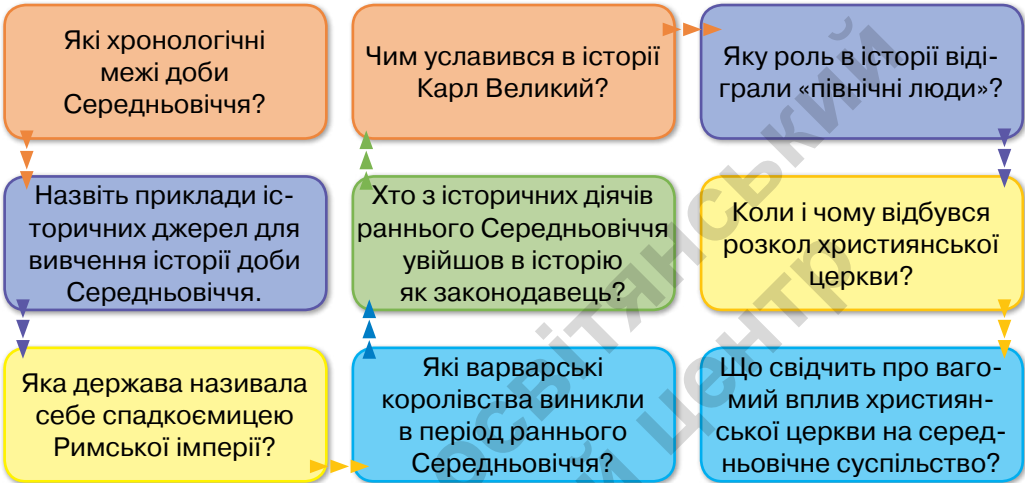 Які хронологічні
межі доби
Середньовіччя?
Назвіть приклади іс-
торичних джерел для
вивчення історії доби
Середньовіччя.
Яка держава називала
себе спадкоємицею
Римської імперії?
Які варварські
королівства виникли
в період раннього
Середньовіччя?
Хто з історичних діячів
раннього Середньовіччя
увійшов в історію
як законодавець?
Чим уславився в історії
Карл Великий?
Яку роль в історії віді-
грали «північні люди»?
Коли і чому відбувся
розкол християнської
церкви?
Що свідчить про ваго-
мий вплив християн-
ської церкви на серед-
ньовічне суспільство?